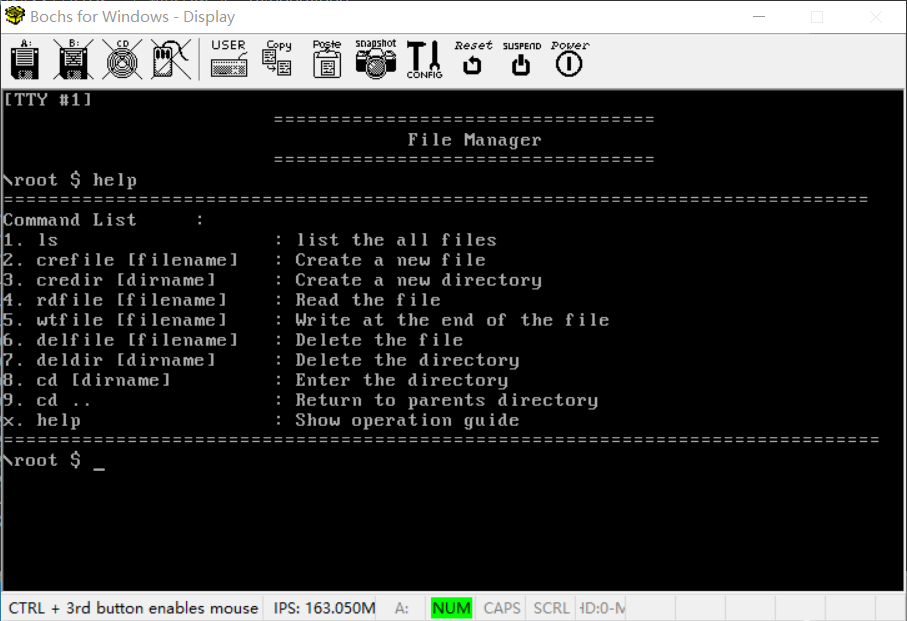 Bochs for Windows - Display
A: B: CD USER Copy Poste snapshot CONFIG Reset SUSPEND Power
[TTY #1]
==================================
File Manager
==================================
\root $ help
=============================================================================
Command List     :
1. ls                   : list the all files
2. crefile [filename]   : Create a new file
3. credir [dirname]     : Create a new directory
4. rdfile [filename]    : Read the file
5. wtfile [filename]    : Write at the end of the file
6. delfile [filename]   : Delete the file
7. deldir [dirname]     : Delete the directory
8. cd [dirname]         : Enter the directory
9. cd ..                : Return to parents directory
x. help                 : Show operation guide
==============================================================================
\root $ _
CTRL + 3rd button enables mouse IPS: 163.050M A: NUM CAPS SCRL HD:0-M